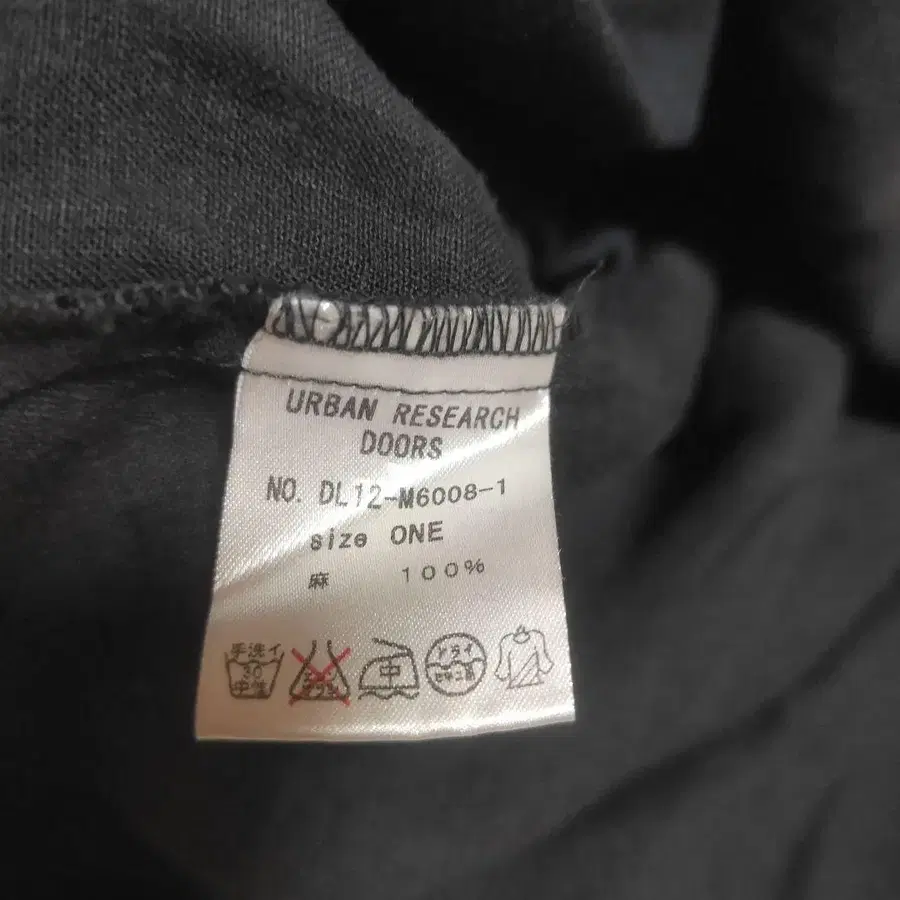 URBAN RESEARCH
DOORS
NO. DL12-M6008-1
size ONE
麻 100%
手洗イ 30 中性 中 ドライ